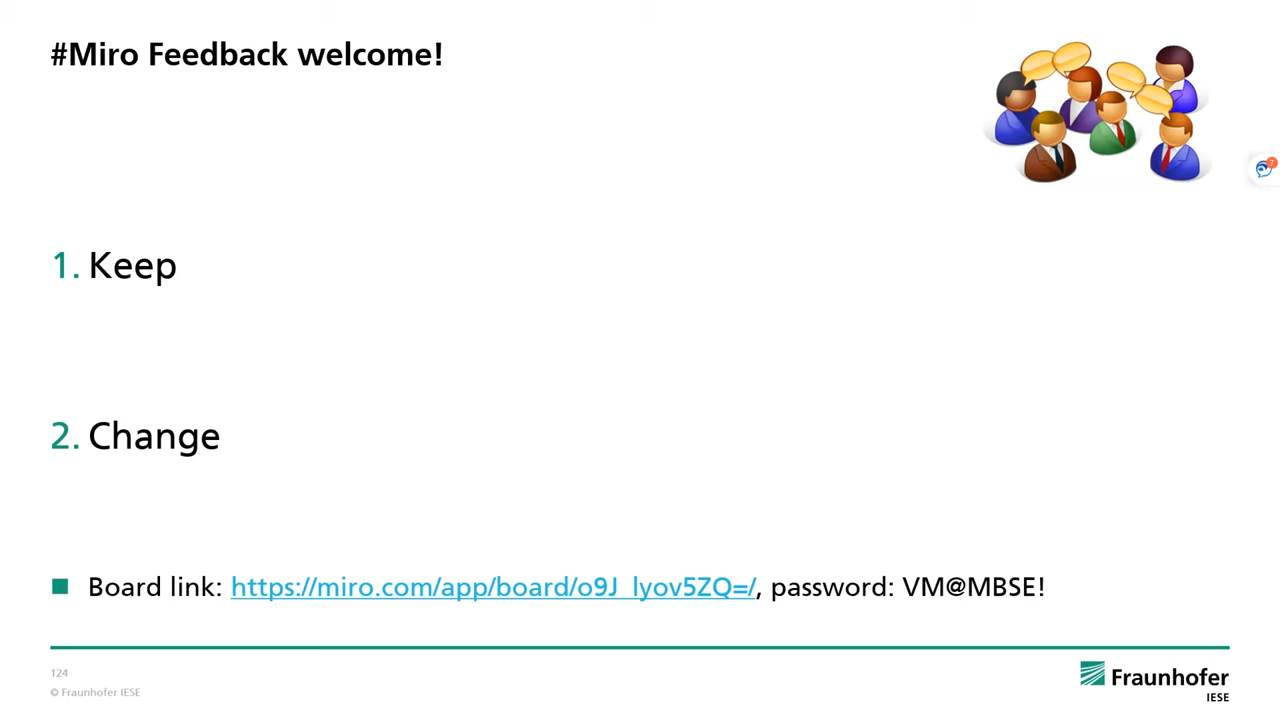 #Miro Feedback welcome!
7
1. Keep
2. Change
Board link: https://miro.com/app/board/o9J_lyov5ZQ=/, password: VM@MBSE!
124
© Fraunhofer IESE
Fraunhofer
IESE